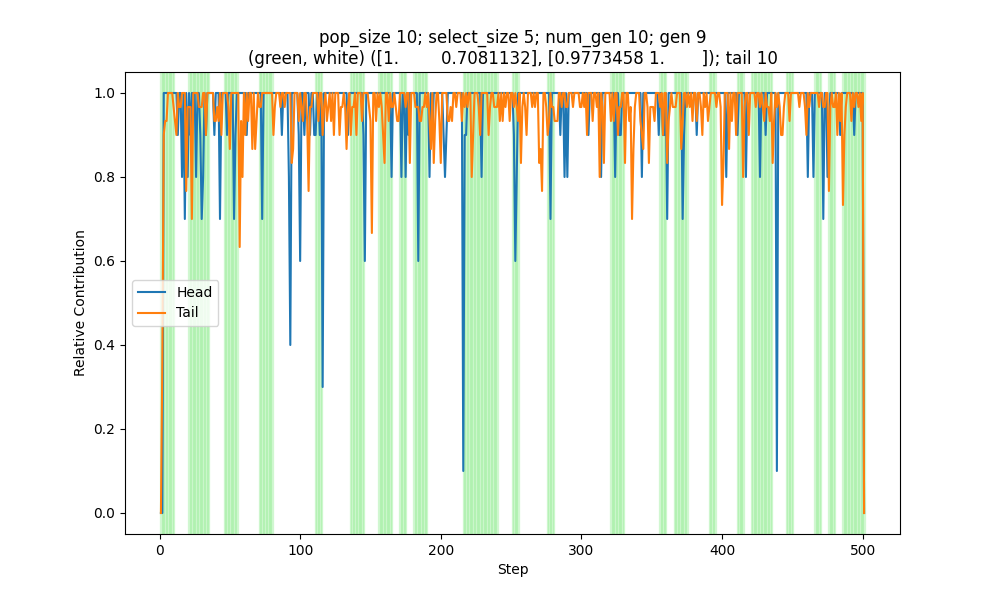 pop_size 10; select_size 5; num_gen 10; gen 9
(green, white) ([1. 0.7081132], [0.9773458 1. ]); tail 10
1.0
0.8
0.6
0.4
0.2
0.0
Relative Contribution
Head
Tail
0 100 200 300 400 500
Step